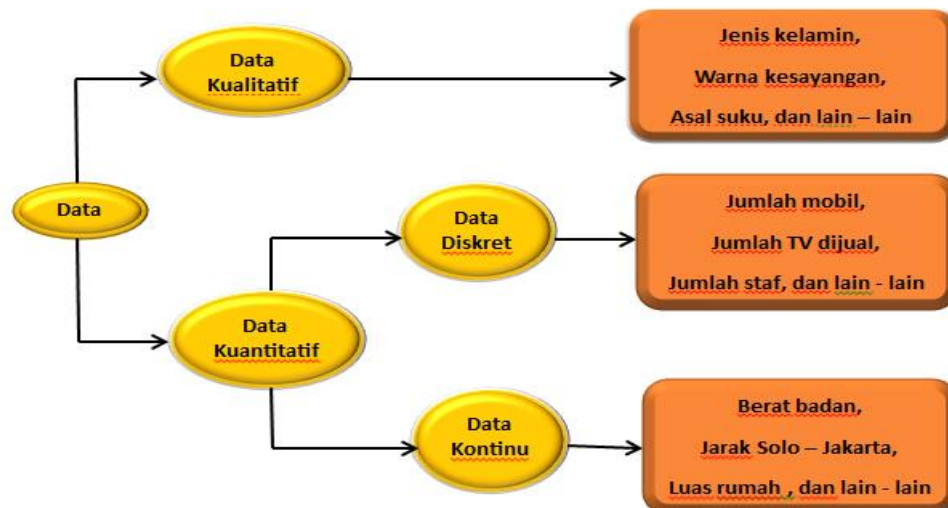 Data
Kualitatif
Jenis kelamin,
Warna kesayangan,
Asal suku, dan lain – lain
Data
Data
Diskret
Jumlah mobil,
Jumlah TV dijual,
Jumlah staf, dan lain - lain
Data
Kuantitatif
Data
Kontinu
Berat badan,
Jarak Solo – Jakarta,
Luas rumah , dan lain - lain